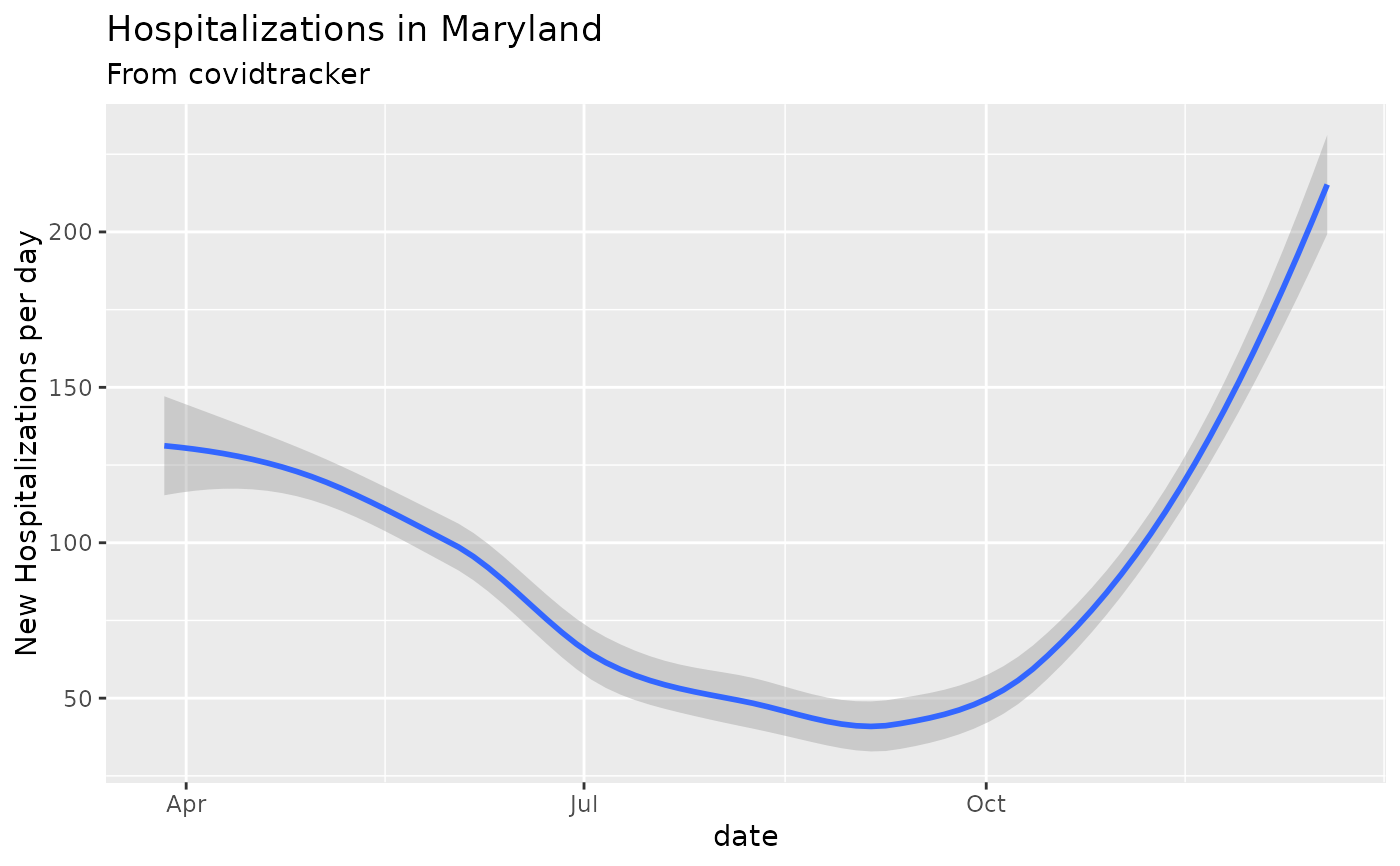 Hospitalizations in Maryland
From covidtracker
New Hospitalizations per day
200
150
100
50
Apr Jul Oct
date